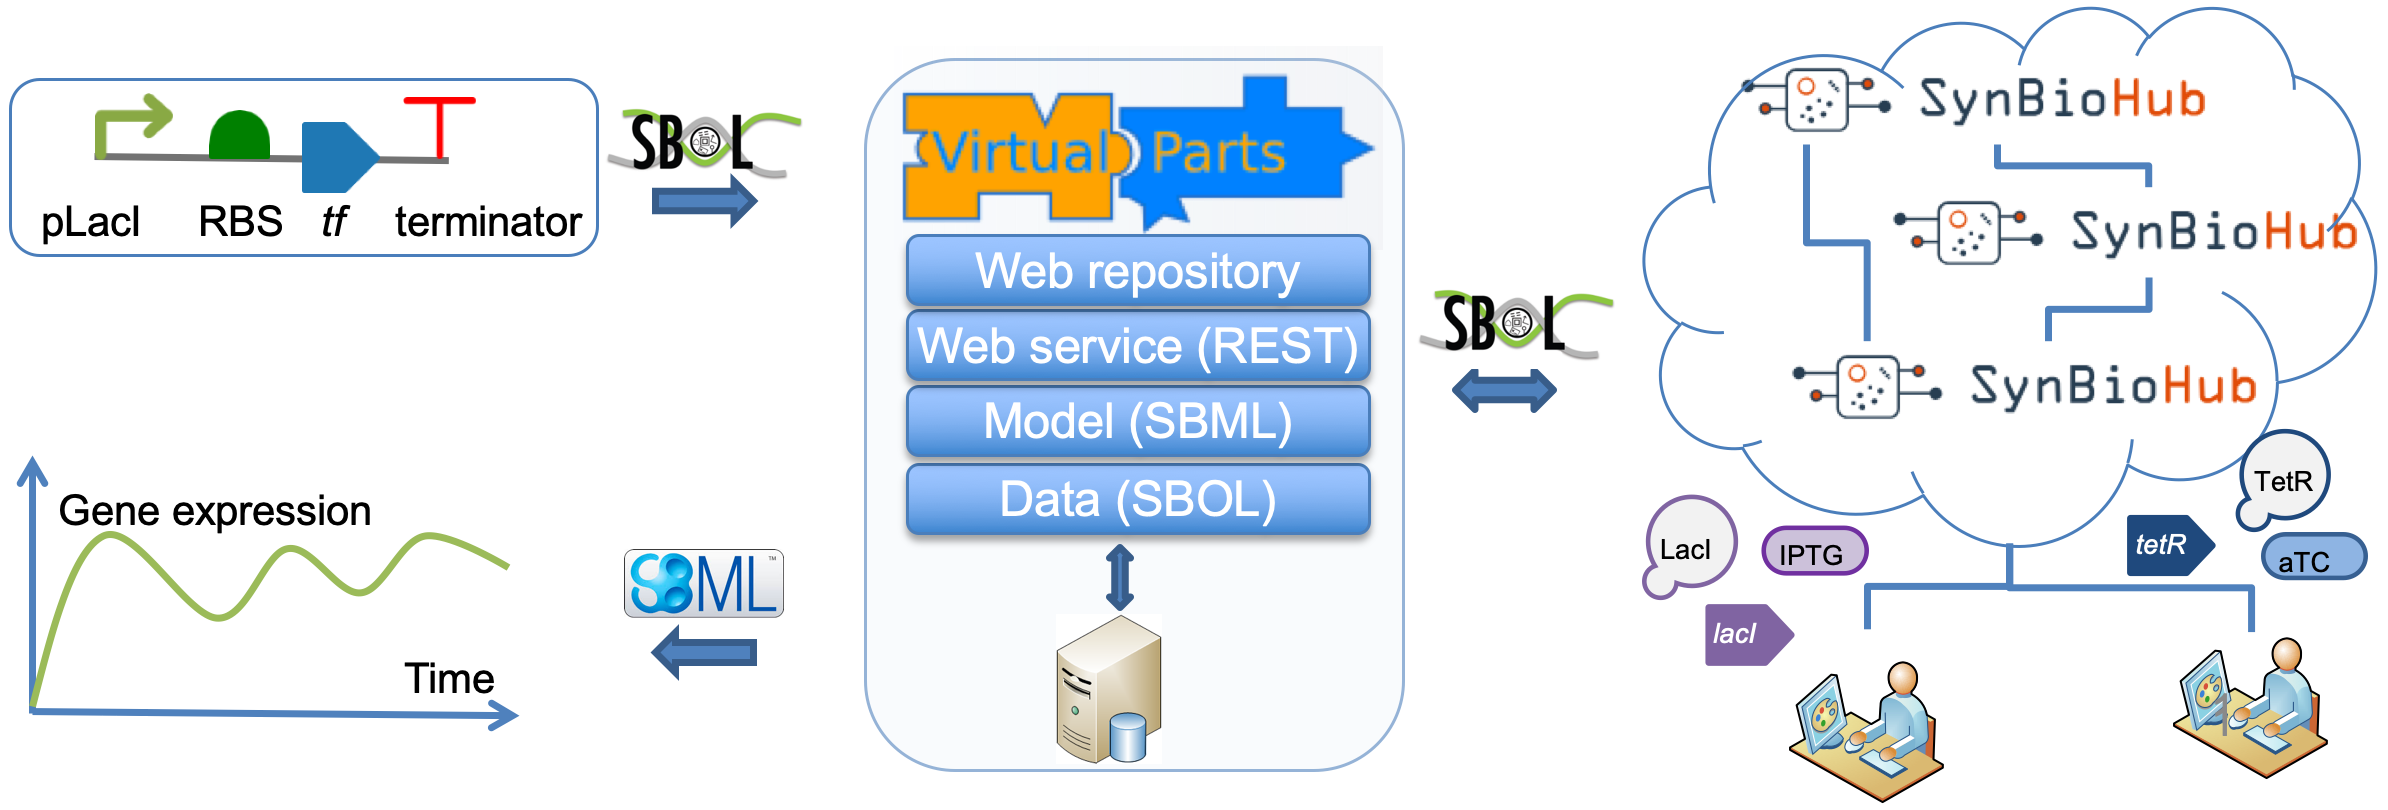 pLacI RBS tf terminator
SBOL
Virtual Parts
Web repository
Web service (REST)
Model (SBML)
Data (SBOL)
SBOL
SynBioHub
SynBioHub
SynBioHub
Gene expression
Time
SBML™
LacI
IPTG
lacI
tetR
TetR
aTC